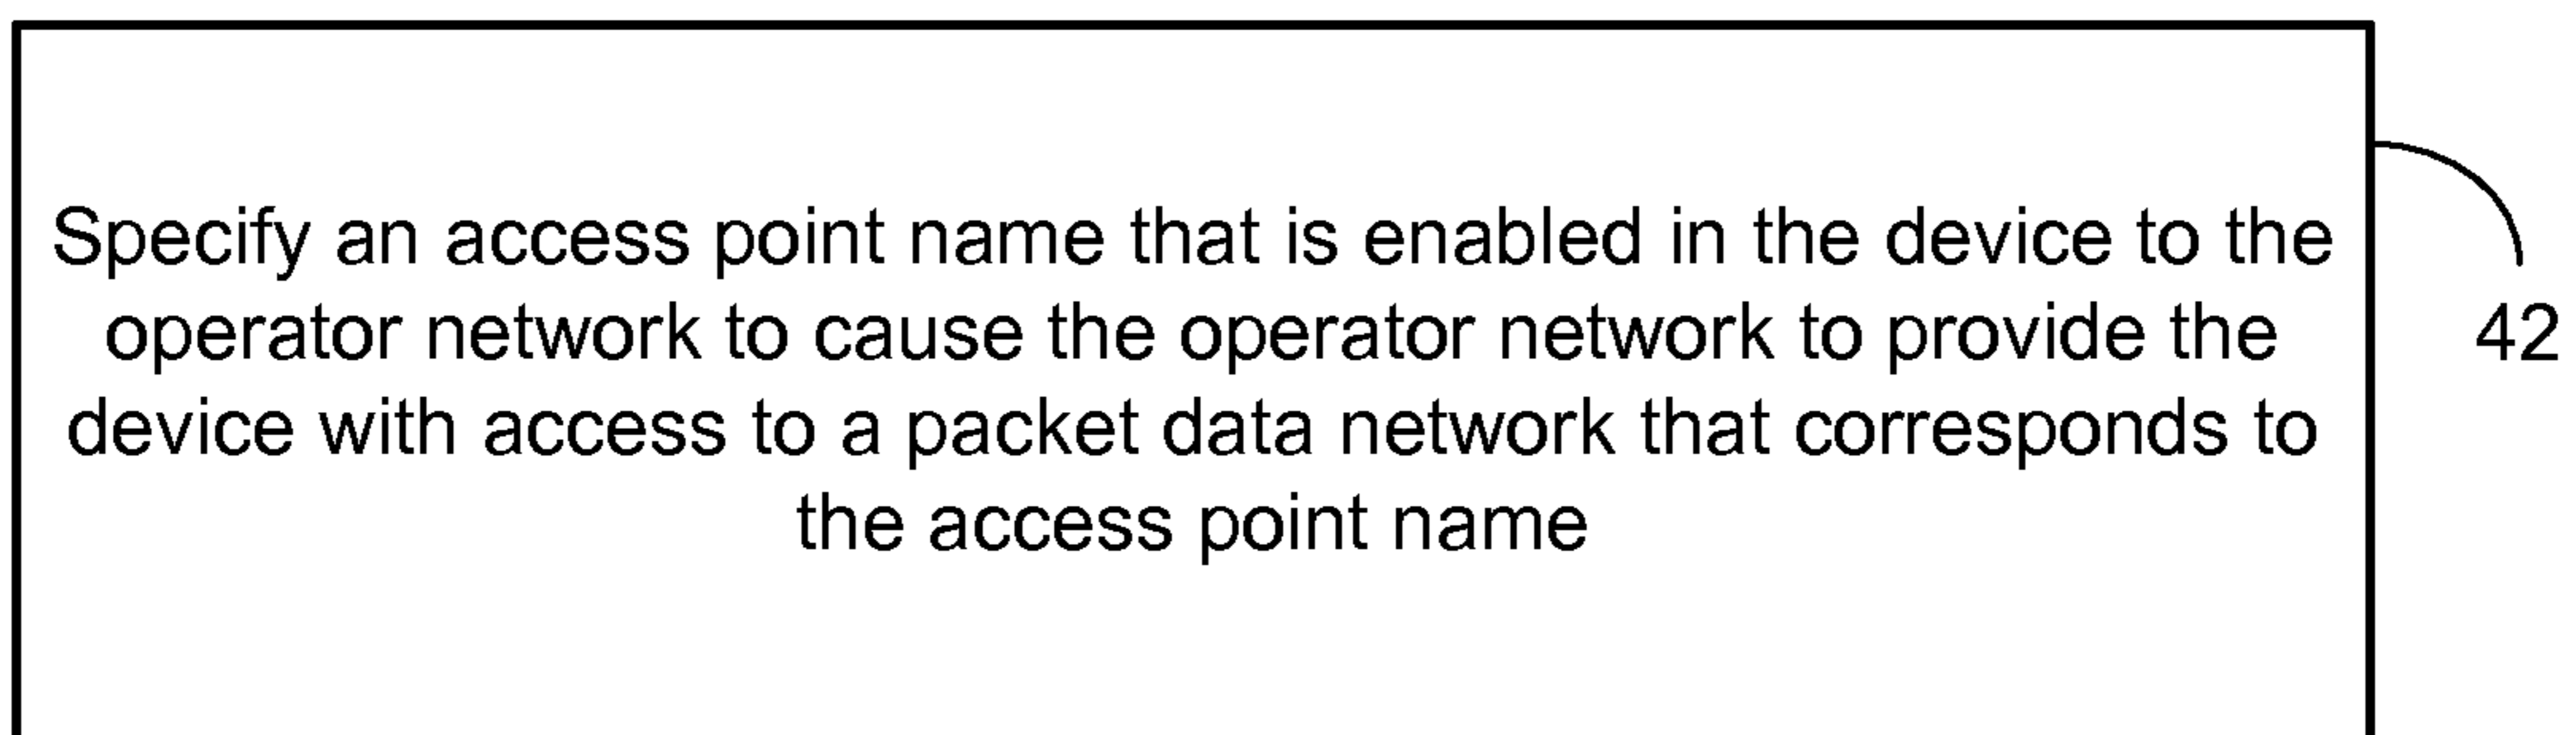 Specify an access point name that is enabled in the device to the
operator network to cause the operator network to provide the
device with access to a packet data network that corresponds to
the access point name
42